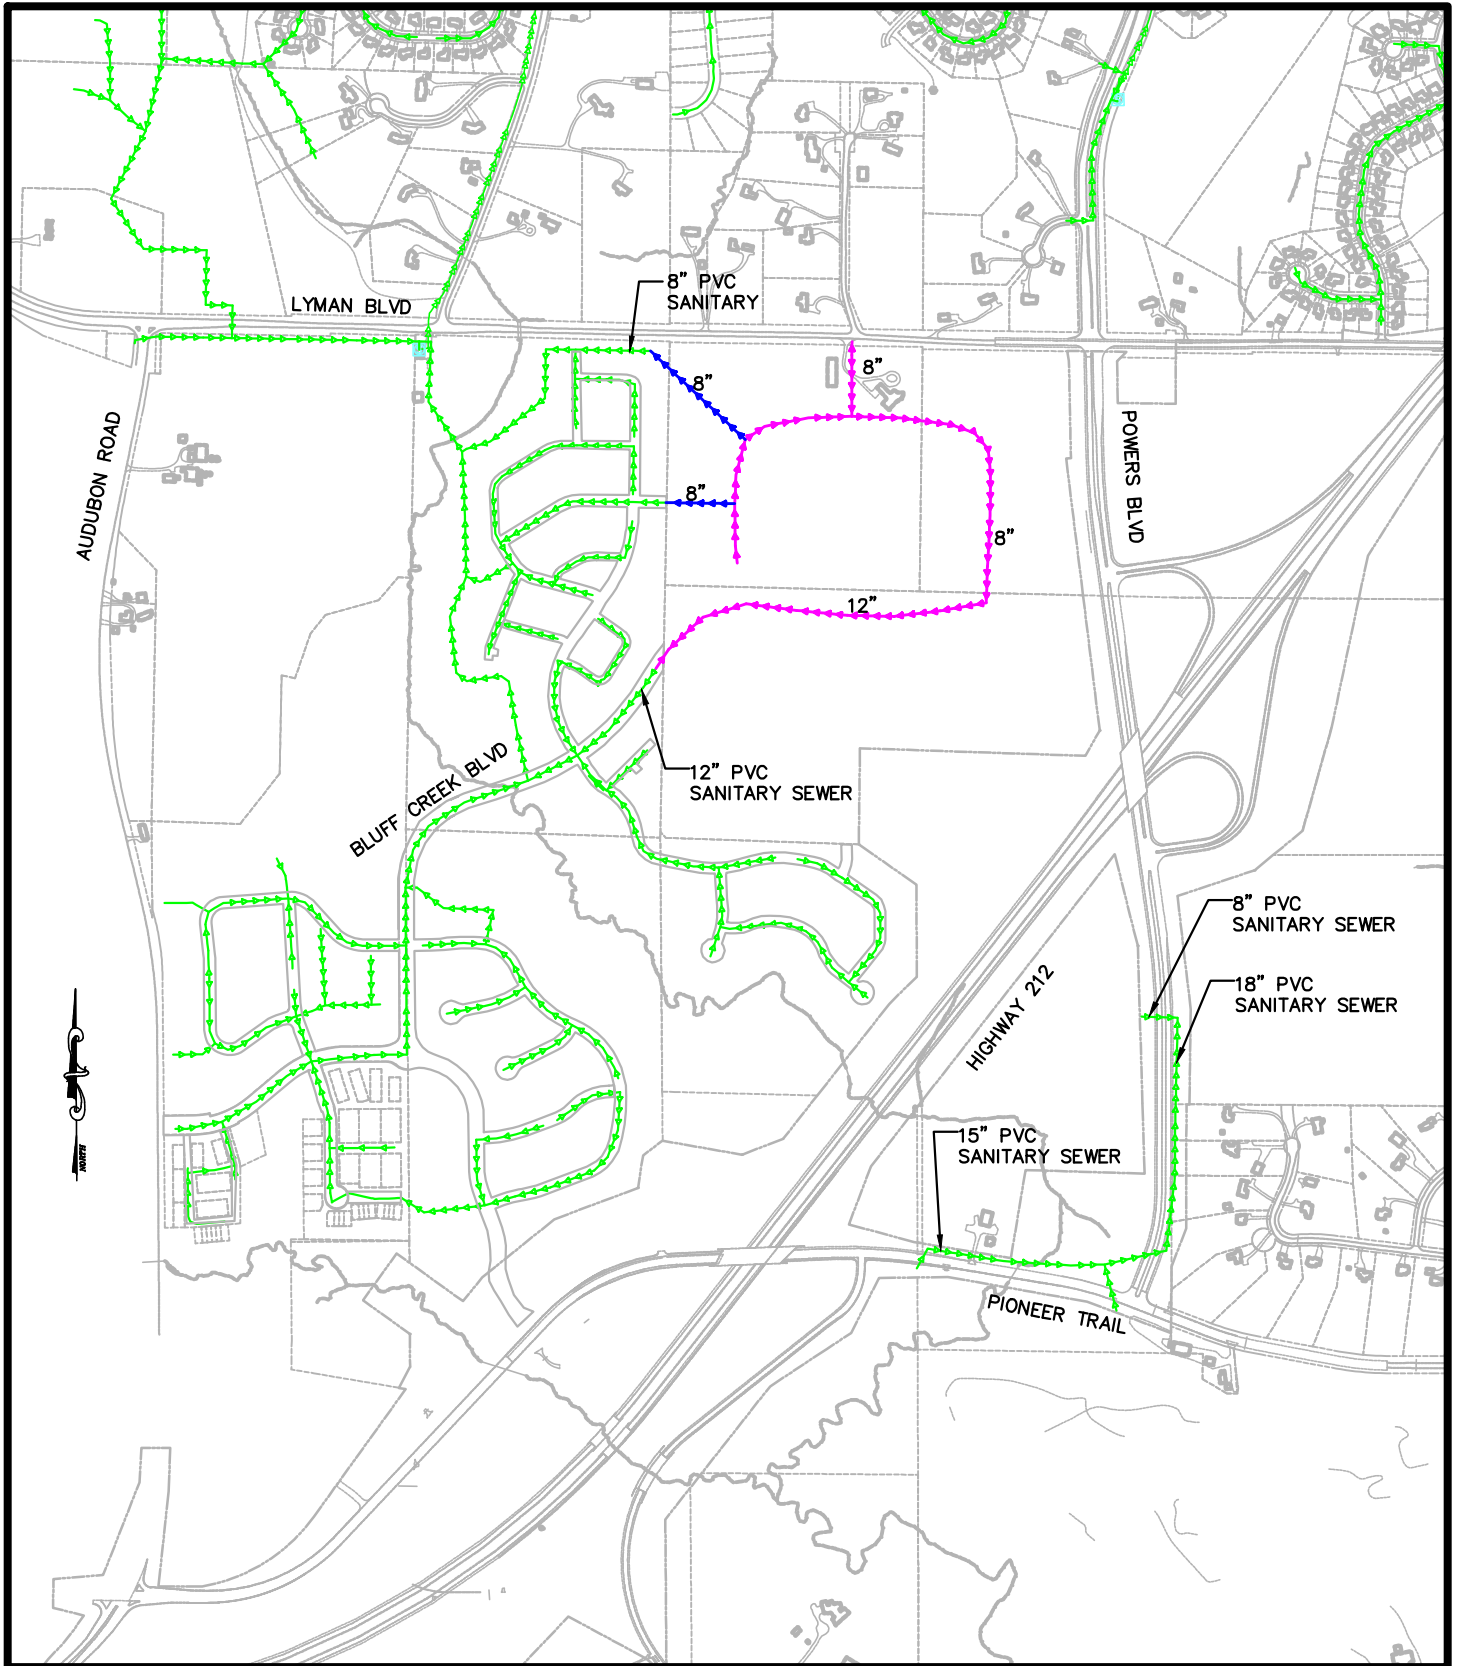 8" PVC
SANITARY
LYMAN BLVD
8"
8"
8"
8"
12"
AUDUBON ROAD
POWERS BLVD
12" PVC
SANITARY SEWER
BLUFF CREEK BLVD
8" PVC
SANITARY SEWER
18" PVC
SANITARY SEWER
HIGHWAY 212
15" PVC
SANITARY SEWER
NORTH
PIONEER TRAIL